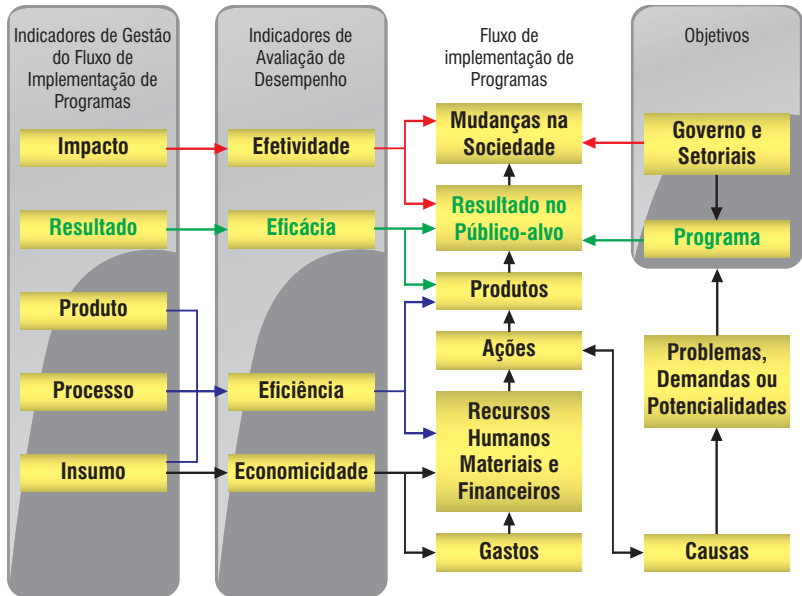 Indicadores de Gestão
do Fluxo de
Implementação de
Programas
Impacto
Resultado
Produto
Processo
Insumo
Indicadores de
Avaliação de
Desempenho
Efetividade
Eficácia
Eficiência
Economicidade
Fluxo de
implementação de
Programas
Mudanças na
Sociedade
Resultado no
Público-alvo
Produtos
Ações
Recursos
Humanos
Materiais e
Financeiros
Gastos
Objetivos
Governo e
Setoriais
Programa
Problemas,
Demandas ou
Potencialidades
Causas